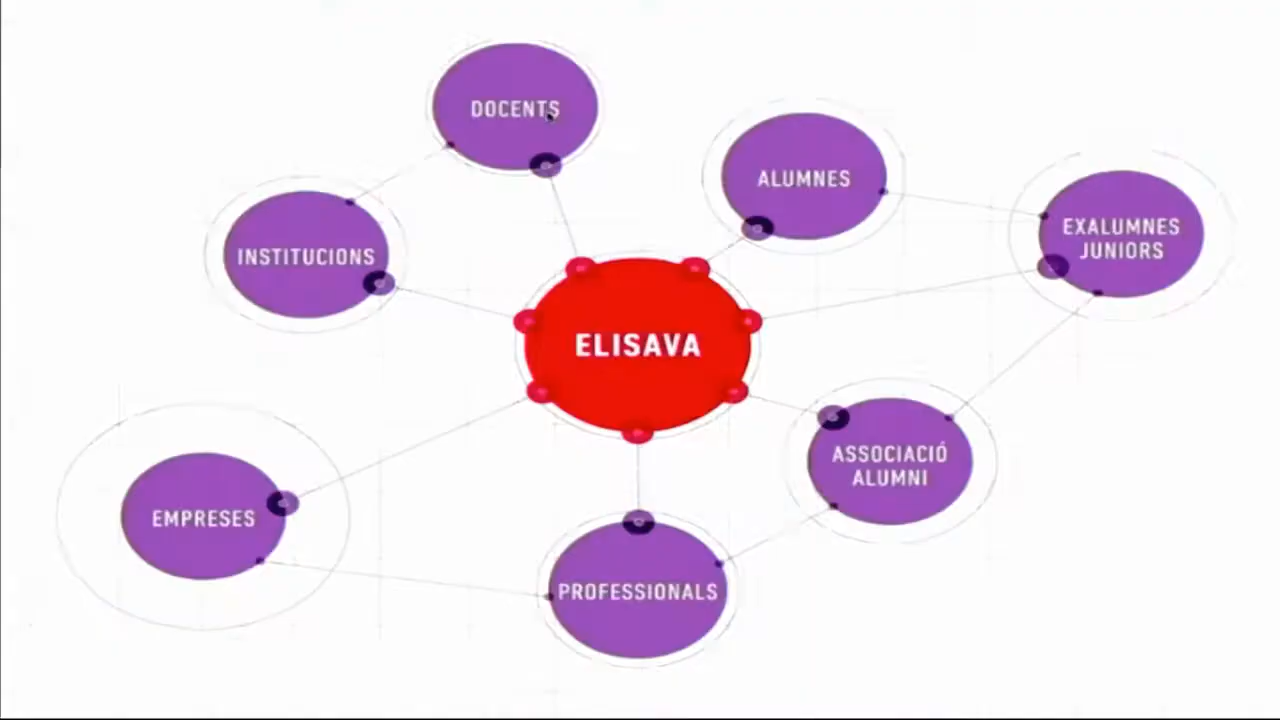 DOCENTS
ALUMNES
EXALUMNES
JUNIORS
INSTITUCIONS
ELISAVA
ASSOCIACIÓ
ALUMNI
EMPRESES
PROFESSIONALS